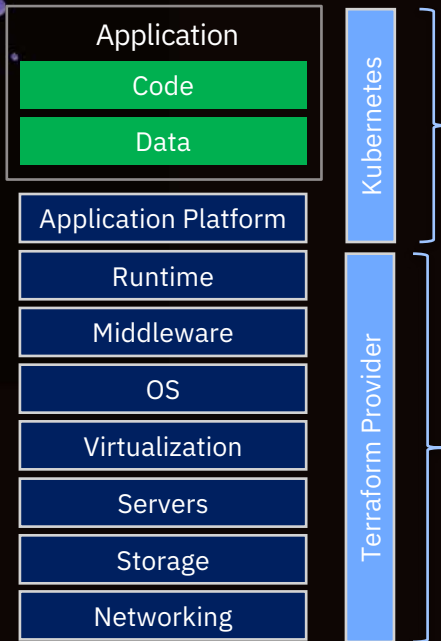 Application
Code
Data
Application Platform
Runtime
Middleware
OS
Virtualization
Servers
Storage
Networking
Kubernetes
Terraform Provider